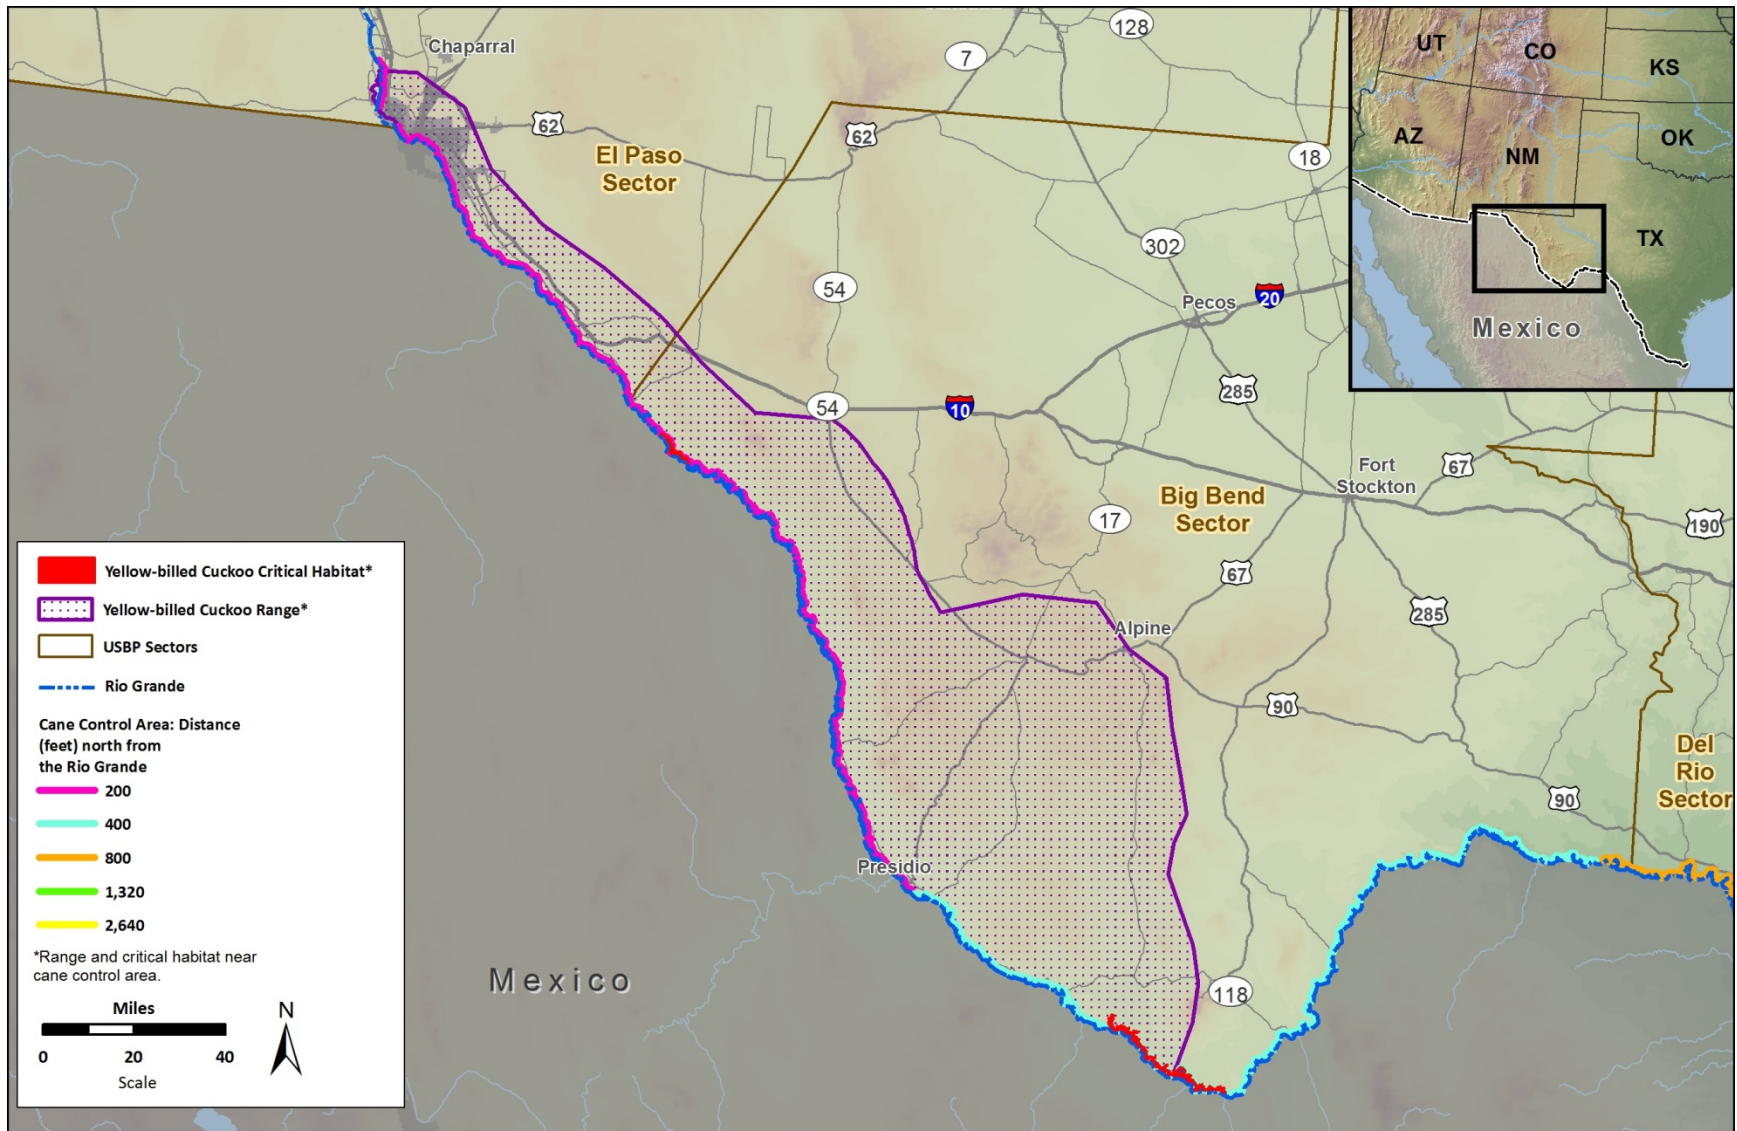 Chaparral
128
7
62
El Paso
Sector
62
18
302
54
Pecos
20
285
54
10
Fort
Stockton
67
Big Bend
Sector
17
190
67
285
Alpine
90
Del
Rio
Sector
90
Presidio
118
Mexico
UT
CO
KS
AZ
NM
OK
TX
Mexico
Yellow-billed Cuckoo Critical Habitat*
Yellow-billed Cuckoo Range*
USBP Sectors
Rio Grande
Cane Control Area: Distance
(feet) north from
the Rio Grande
200
400
800
1,320
2,640
*Range and critical habitat near
cane control area.
Miles
N
0 20 40
Scale